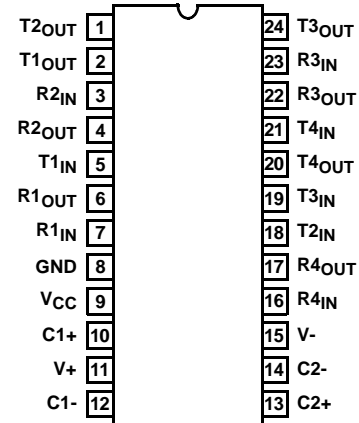 T2OUT 1 24 T3OUT
T1OUT 2 23 R3IN
R2IN 3 22 R3OUT
R2OUT 4 21 T4IN
T1IN 5 20 T4OUT
R1OUT 6 19 T3IN
R1IN 7 18 T2IN
GND 8 17 R4OUT
VCC 9 16 R4IN
C1+ 10 15 V-
V+ 11 14 C2-
C1- 12 13 C2+